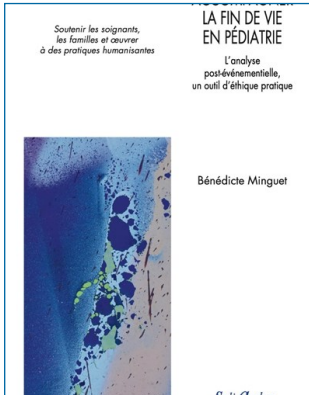 LA FIN DE VIE
EN PÉDIATRIE
Soutenir les soignants,
les familles et œuvrer
à des pratiques humanisantes
L'analyse
post-événementielle,
un outil d'éthique pratique
Bénédicte Minguet